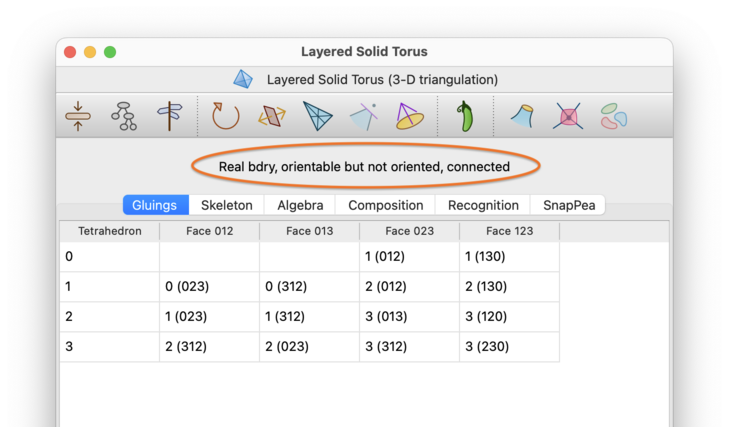 Layered Solid Torus
Layered Solid Torus (3-D triangulation)
Real bdry, orientable but not oriented, connected
Gluings Skeleton Algebra Composition Recognition SnapPea
Tetrahedron Face 012 Face 013 Face 023 Face 123
0 1 (012) 1 (130)
1 0 (023) 0 (312) 2 (012) 2 (130)
2 1 (023) 1 (312) 3 (013) 3 (120)
3 2 (312) 2 (023) 3 (312) 3 (230)